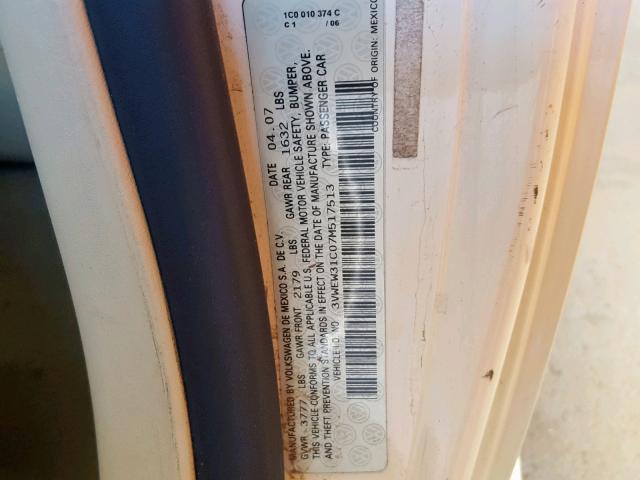 MANUFACTURED BY VOLKSWAGEN DE MEXICO S.A. DE C.V. DATE 04.07
GVWR 3777 LBS GAWR FRONT 2179 LBS GAWR REAR 1632 LBS
THIS VEHICLE CONFORMS TO ALL APPLICABLE U.S. FEDERAL MOTOR VEHICLE SAFETY, BUMPER,
AND THEFT PREVENTION STANDARDS IN EFFECT ON THE DATE OF MANUFACTURE SHOWN ABOVE.
VEHICLE I.D. NO. 3VWEW31C07M517513 TYPE: PASSENGER CAR
COUNTRY OF ORIGIN: MEXICO
1C0 010 374 C
C 1 / 06